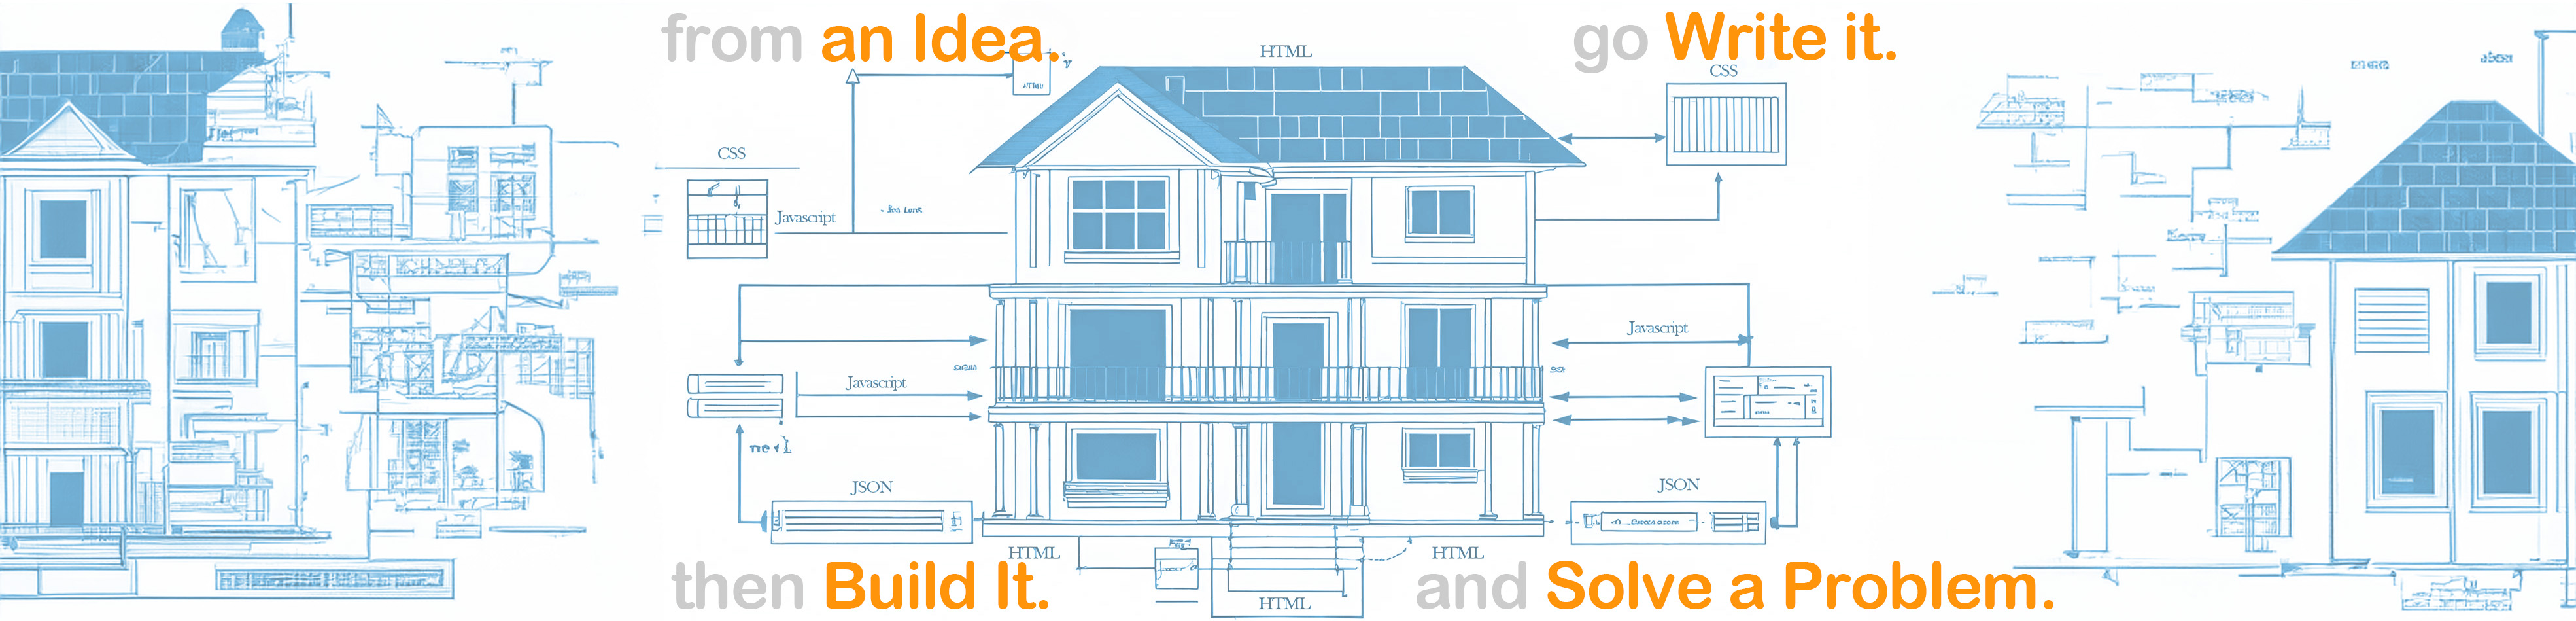 from an Idea.
go Write it.
HTML
CSS
CSS
Javascript
Javascript
Javascript
JSON
JSON
HTML
HTML
then Build It.
and Solve a Problem.
HTML